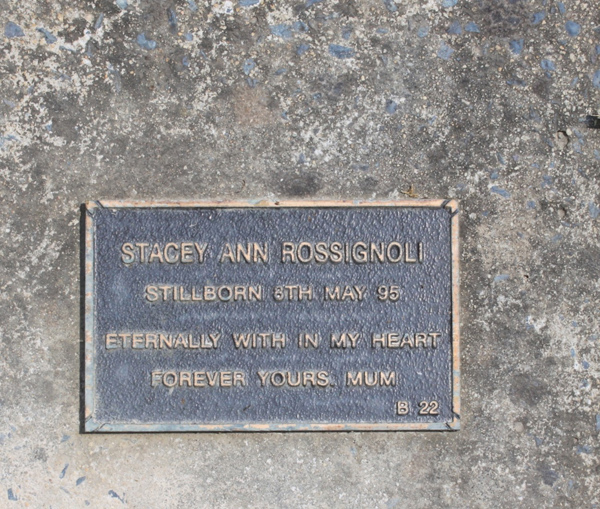 STACEY ANN ROSSIGNOLI
STILLBORN 6TH MAY 95
ETERNALLY WITH IN MY HEART
FOREVER YOURS, MUM
B. 22